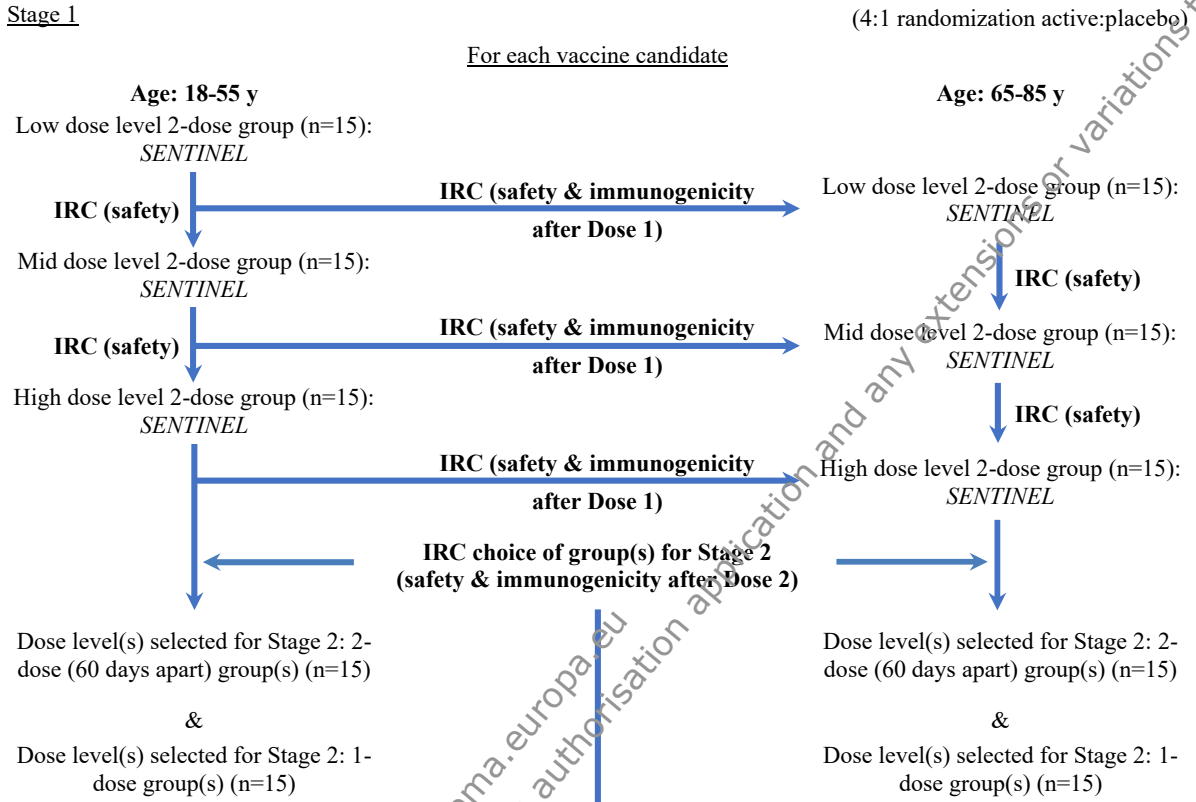 Stage 1
(4:1 randomization active:placebo)
For each vaccine candidate
Age: 18-55 y
Age: 65-85 y
Low dose level 2-dose group (n=15):
SENTINEL
IRC (safety)
IRC (safety & immunogenicity
after Dose 1)
Low dose level 2-dose group (n=15):
SENTINEL
IRC (safety)
Mid dose level 2-dose group (n=15):
SENTINEL
IRC (safety)
IRC (safety & immunogenicity
after Dose 1)
Mid dose level 2-dose group (n=15):
SENTINEL
IRC (safety)
High dose level 2-dose group (n=15):
SENTINEL
IRC (safety & immunogenicity
after Dose 1)
High dose level 2-dose group (n=15):
SENTINEL
IRC choice of group(s) for Stage 2
(safety & immunogenicity after Dose 2)
Dose level(s) selected for Stage 2: 2-
dose (60 days apart) group(s) (n=15)
&
Dose level(s) selected for Stage 2: 1-
dose group(s) (n=15)
Dose level(s) selected for Stage 2: 2-
dose (60 days apart) group(s) (n=15)
&
Dose level(s) selected for Stage 2: 1-
dose group(s) (n=15)
ma.europa.eu
authorisation application and any extensions or variations